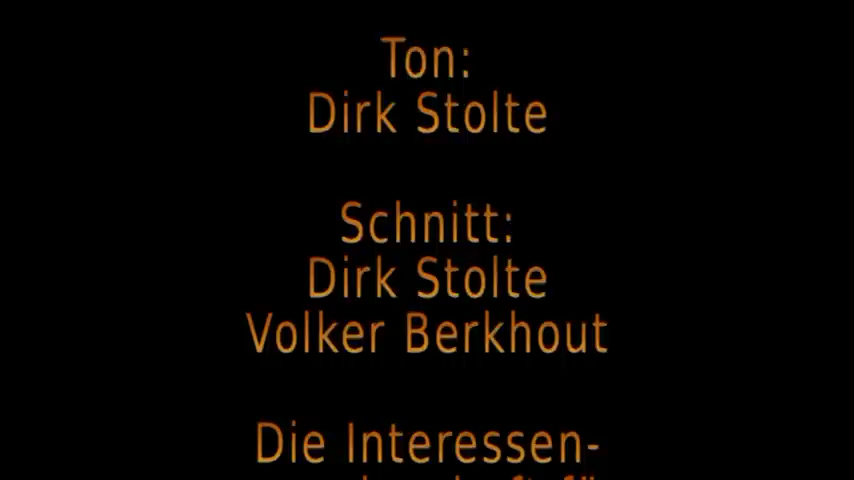 Ton:
Dirk Stolte
Schnitt:
Dirk Stolte
Volker Berkhout
Die Interessen-